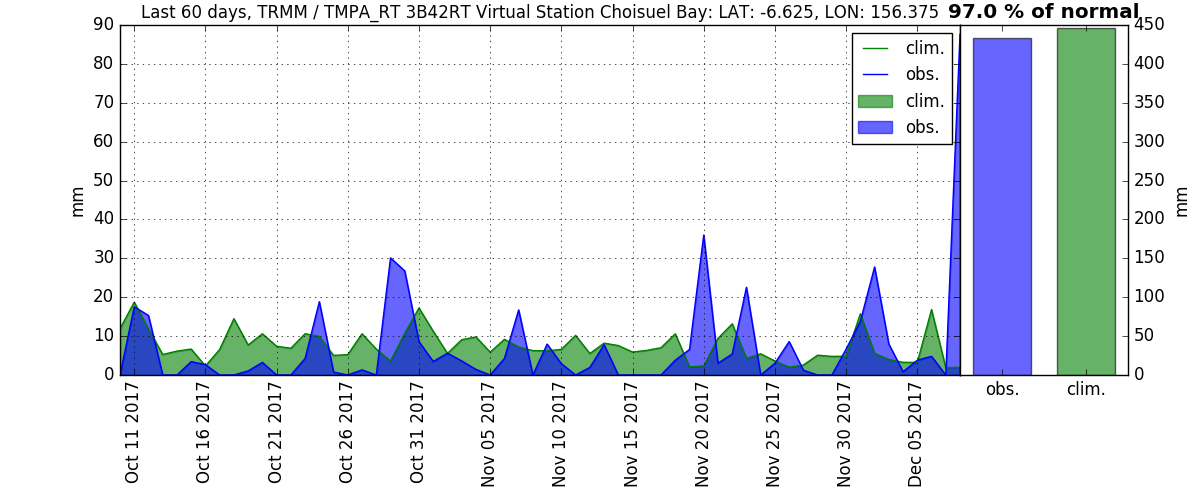 Last 60 days, TRMM / TMPA_RT 3B42RT Virtual Station Choisuel Bay: LAT: -6.625, LON: 156.375 97.0 % of normal
90
80
70
60
50
40
30
20
10
0
mm
clim.
obs.
clim.
obs.
450
400
350
300
250
200
150
100
50
0
mm
obs.
clim.
Oct 11 2017
Oct 16 2017
Oct 21 2017
Oct 26 2017
Oct 31 2017
Nov 05 2017
Nov 10 2017
Nov 15 2017
Nov 20 2017
Nov 25 2017
Nov 30 2017
Dec 05 2017